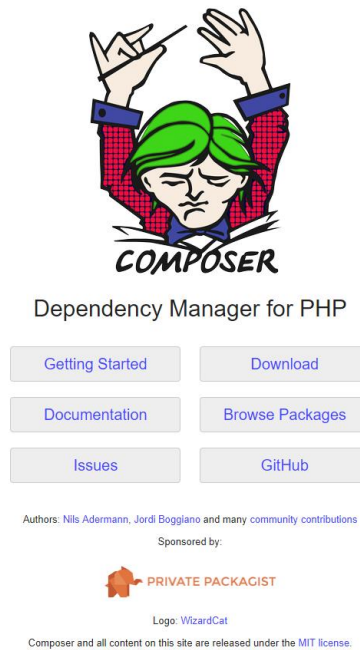 COMPOSER
Dependency Manager for PHP
Getting Started
Download
Documentation
Browse Packages
Issues
GitHub
Authors: Nils Adermann, Jordi Boggiano and many community contributions
Sponsored by:
PRIVATE PACKAGIST
Logo: WizardCat
Composer and all content on this site are released under the MIT license.